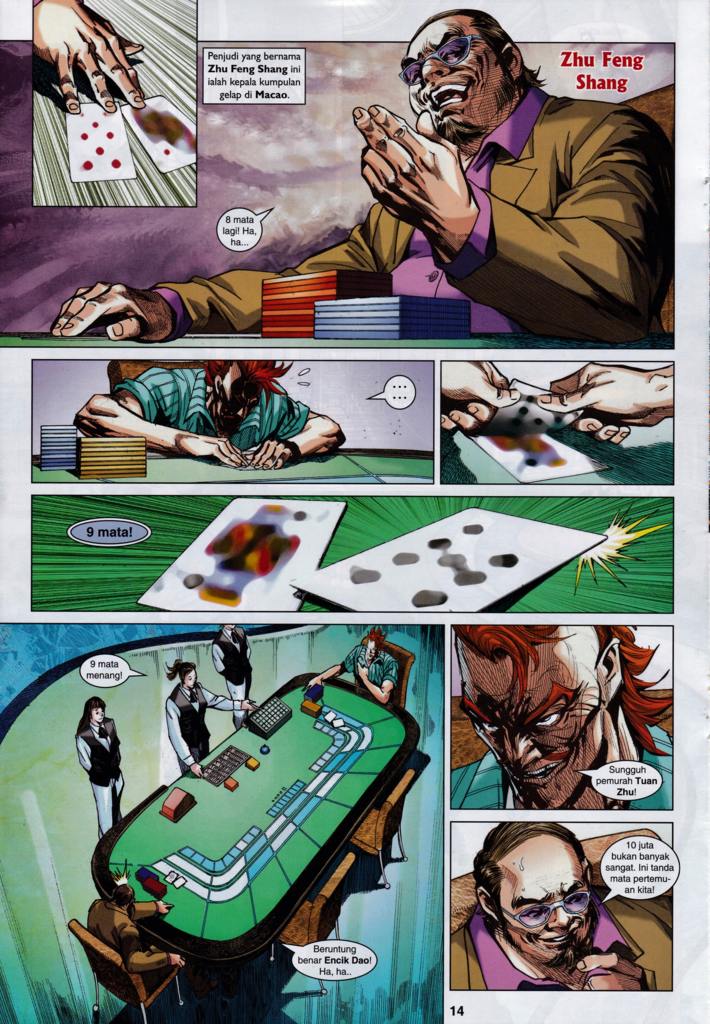 Penjudi yang bernama
Zhu Feng Shang ini
ialah kepala kumpulan
gelap di Macao.
Zhu Feng
Shang
8 mata
lagi! Ha,
ha...
... ...
9 mata!
9 mata
menang!
Beruntung
benar Encik Dao!
Ha, ha..
Sungguh
pemurah Tuan
Zhu!
10 juta
bukan banyak
sangat. Ini tanda
mata pertemu-
an kita!
14